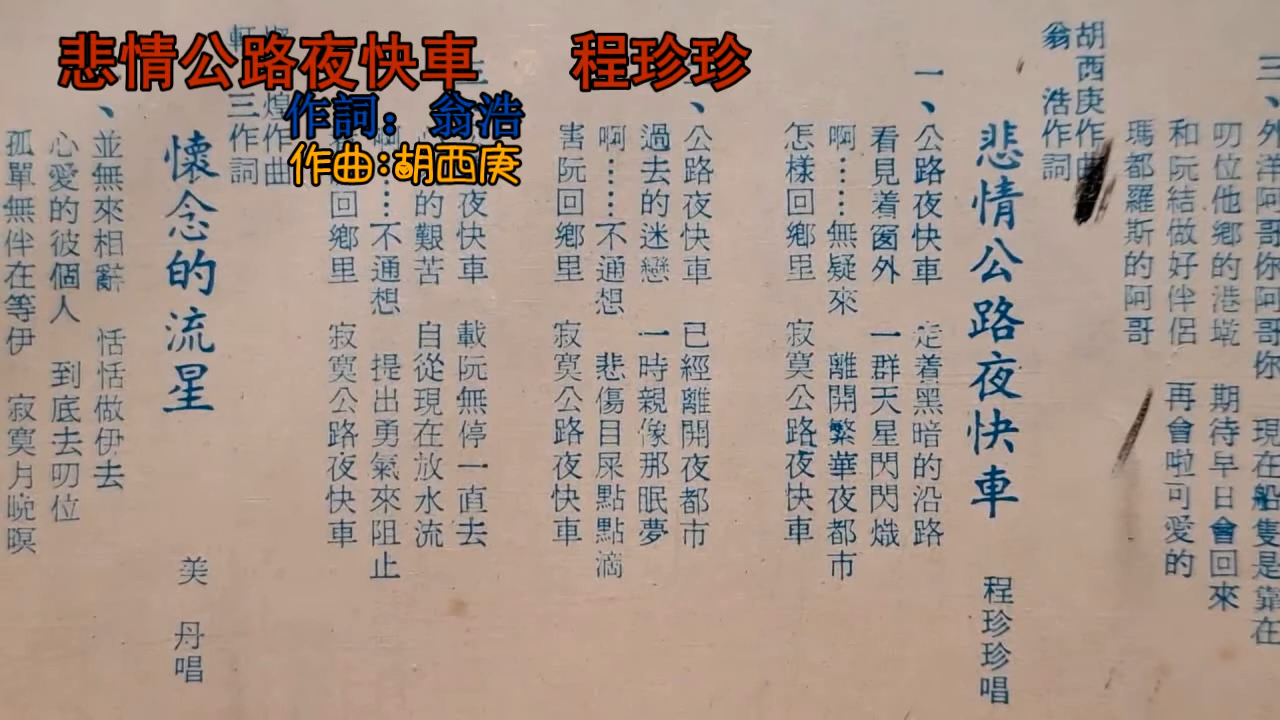 悲情公路夜快車 程珍珍
作詞：翁浩
作曲:胡西庚
三、外洋阿哥你阿哥你 現在船隻是靠在
叨位他鄉的港墘 期待早日會回來
和阮結做好伴侶 再會啦可愛的
瑪都羅斯的阿哥
胡西庚作曲
翁 浩作詞
悲情公路夜快車 程珍珍唱
一、公路夜快車 走着黑暗的沿路
看見着窗外 一群天星閃閃熾
啊……無疑來 離開繁華夜都市
怎樣回鄉里 寂寞公路夜快車
、公路夜快車 已經離開夜都市
過去的迷戀 一時親像那眠夢
啊……不通想 悲傷目屎點點滴
害阮回鄉里 寂寞公路夜快車
三
夜快車 載阮無停一直去
的艱苦 自從現在放水流
啊……不通想 提出勇氣來阻止
回鄉里 寂寞公路夜快車
煌作曲
軒 三作詞
懷念的流星 美 丹唱
、並無來相辭 恬恬做伊去
心愛的彼個人 到底去叨位
孤單無伴在等伊 寂寞月晚暝